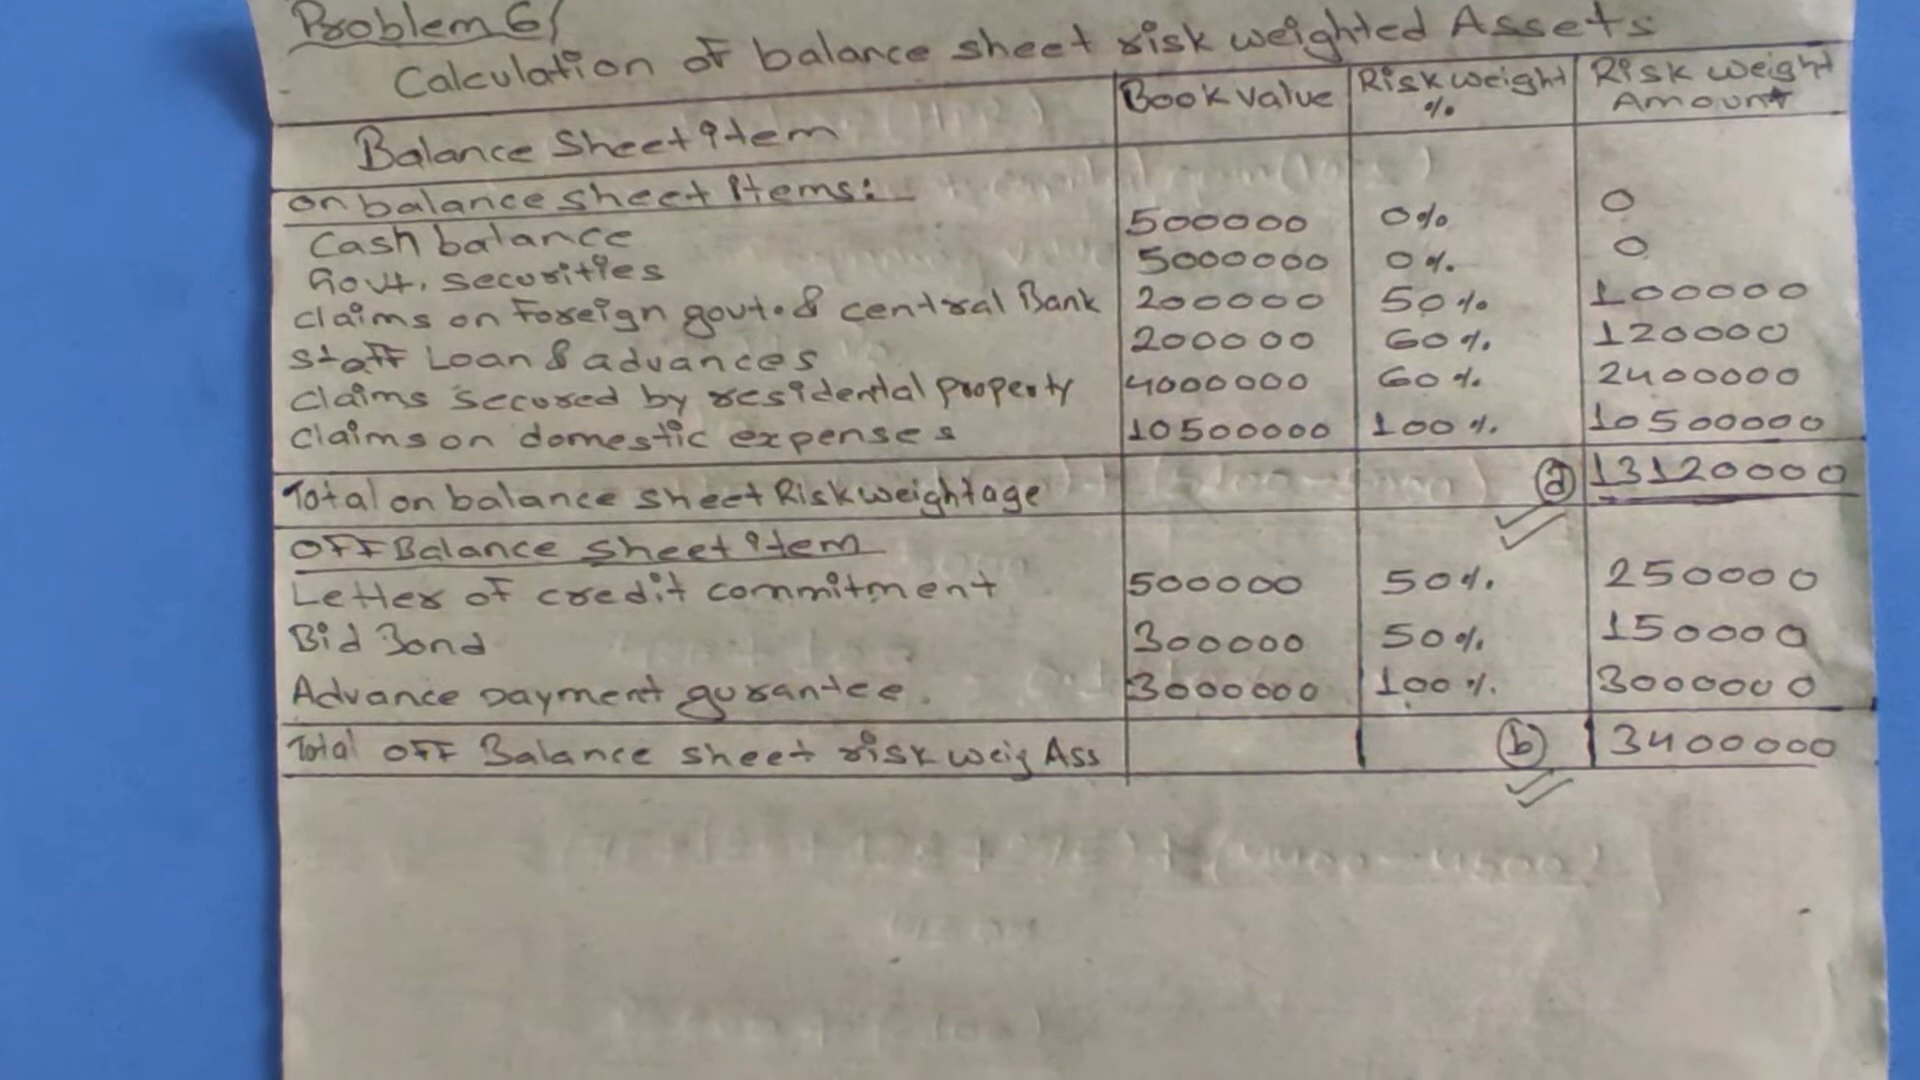 Problem 6/
Calculation of balance sheet risk weighted Assets
Balance Sheet Item | Book Value | Risk weight % | Risk weight Amount
on balance sheet items:
Cash balance 500000 0% 0
Govt. securities 5000000 0% 0
claims on Foreign govt. & central Bank 200000 50% 100000
Staff Loan & advances 200000 60% 120000
claims secured by residental property 4000000 60% 2400000
claims on domestic expenses 10500000 100% 10500000
Total on balance sheet Risk weightage (a) 13120000
OFF Balance sheet item
Letter of credit commitment 500000 50% 250000
Bid Bond 300000 50% 150000
Advance payment gurantee. 3000000 100% 3000000
Total OFF Balance sheet risk weig Ass (b) 3400000